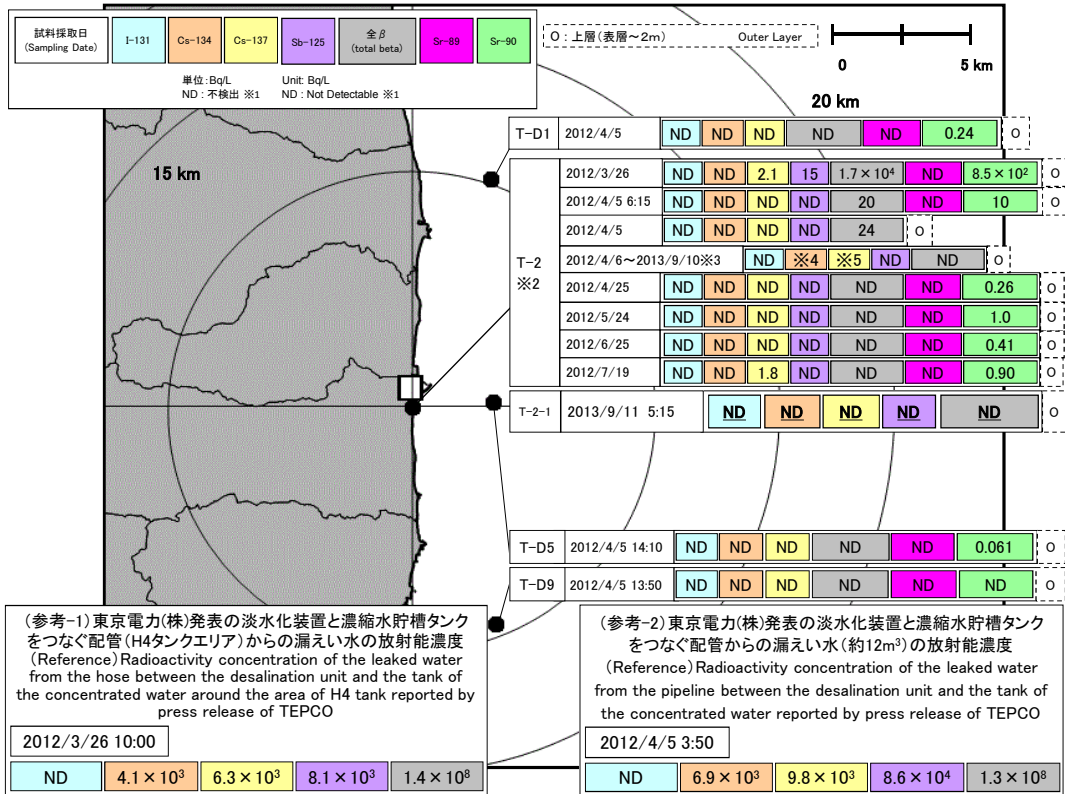 試料採取日
(Sampling Date)
I-131
Cs-134
Cs-137
Sb-125
全β
(total beta)
Sr-89
Sr-90
単位:Bq/L
Unit: Bq/L
ND : 不検出 ※1
ND : Not Detectable ※1
O : 上層(表層~2m)
Outer Layer
0
5 km
20 km
15 km
T-D1 2012/4/5 ND ND ND ND ND 0.24 O
T-2
※2
2012/3/26 ND ND 2.1 15 1.7×10⁴ ND 8.5×10² O
2012/4/5 6:15 ND ND ND ND 20 ND 10 O
2012/4/5 ND ND ND ND 24 O
2012/4/6~2013/9/10※3 ND ※4 ※5 ND ND O
2012/4/25 ND ND ND ND ND ND 0.26 O
2012/5/24 ND ND ND ND ND ND 1.0 O
2012/6/25 ND ND ND ND ND ND 0.41 O
2012/7/19 ND ND 1.8 ND ND ND 0.90 O
T-2-1 2013/9/11 5:15 ND ND ND ND ND O
T-D5 2012/4/5 14:10 ND ND ND ND ND 0.061 O
T-D9 2012/4/5 13:50 ND ND ND ND ND ND O
(参考-1)東京電力(株)発表の淡水化装置と濃縮水貯槽タンク
をつなぐ配管(H4タンクエリア)からの漏えい水の放射能濃度
(Reference)Radioactivity concentration of the leaked water
from the hose between the desalination unit and the tank of
the concentrated water around the area of H4 tank reported by
press release of TEPCO
2012/3/26 10:00
ND 4.1×10³ 6.3×10³ 8.1×10³ 1.4×10⁸
(参考-2)東京電力(株)発表の淡水化装置と濃縮水貯槽タンク
をつなぐ配管からの漏えい水(約12m³)の放射能濃度
(Reference)Radioactivity concentration of the leaked water
from the pipeline between the desalination unit and the tank of
the concentrated water reported by press release of TEPCO
2012/4/5 3:50
ND 6.9×10³ 9.8×10³ 8.6×10⁴ 1.3×10⁸